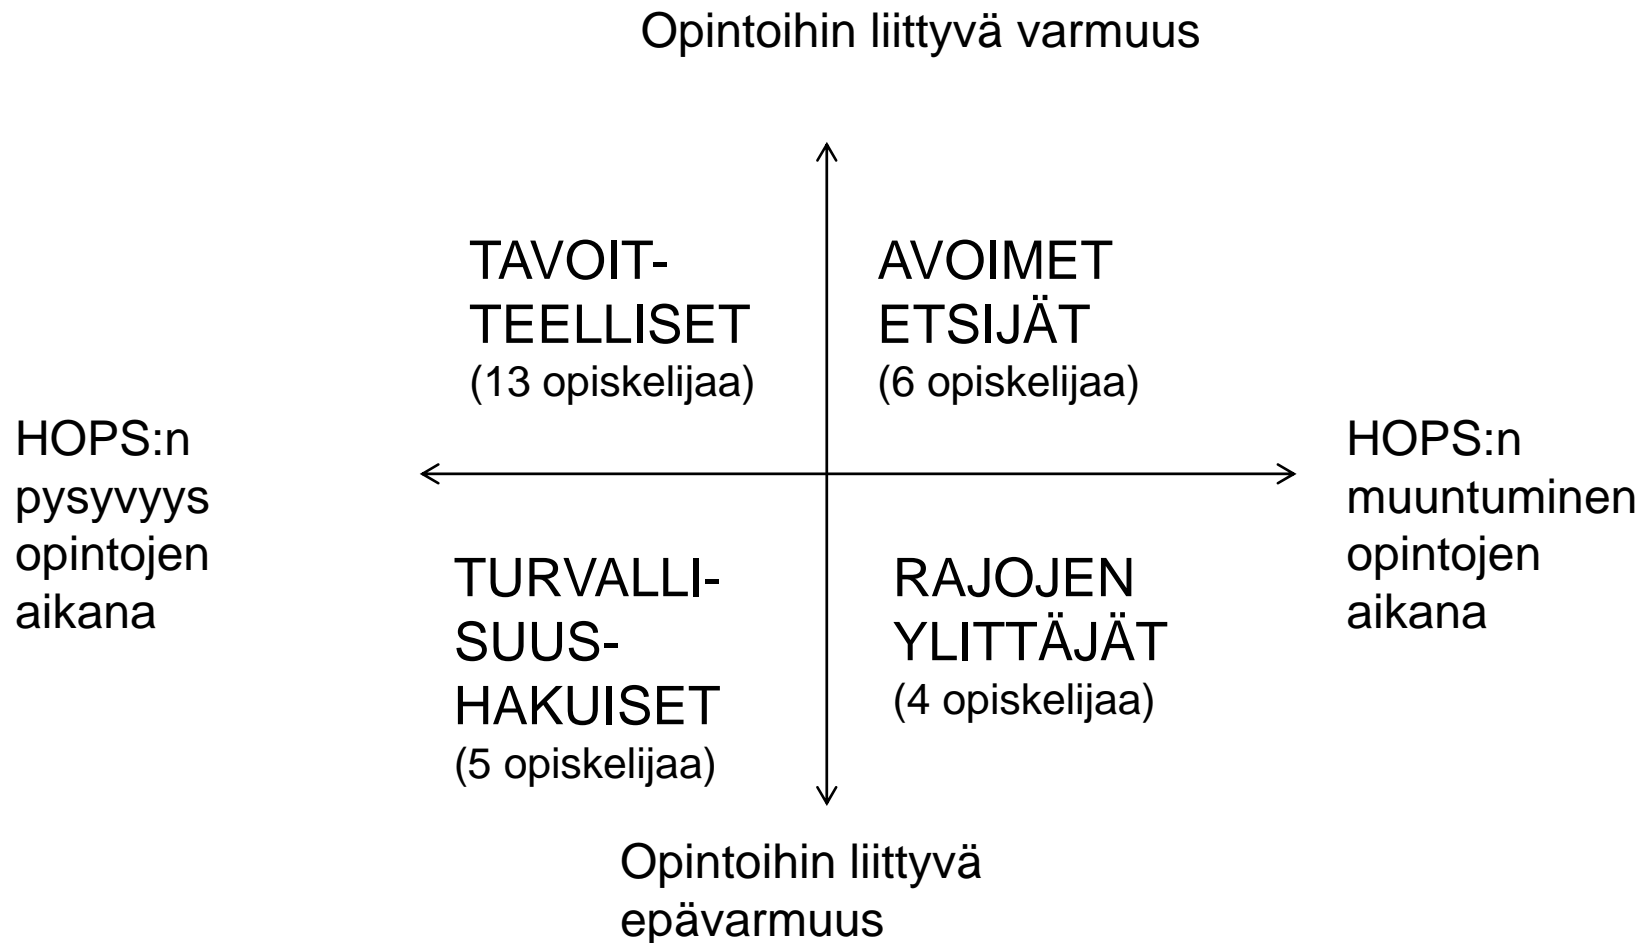 Opintoihin liittyvä varmuus
TAVOIT-
TEELLISET
(13 opiskelijaa)
AVOIMET
ETSIJÄT
(6 opiskelijaa)
HOPS:n
pysyvyys
opintojen
aikana
HOPS:n
muuntuminen
opintojen
aikana
TURVALLI-
SUUS-
HAKUISET
(5 opiskelijaa)
RAJOJEN
YLITTÄJÄT
(4 opiskelijaa)
Opintoihin liittyvä
epävarmuus